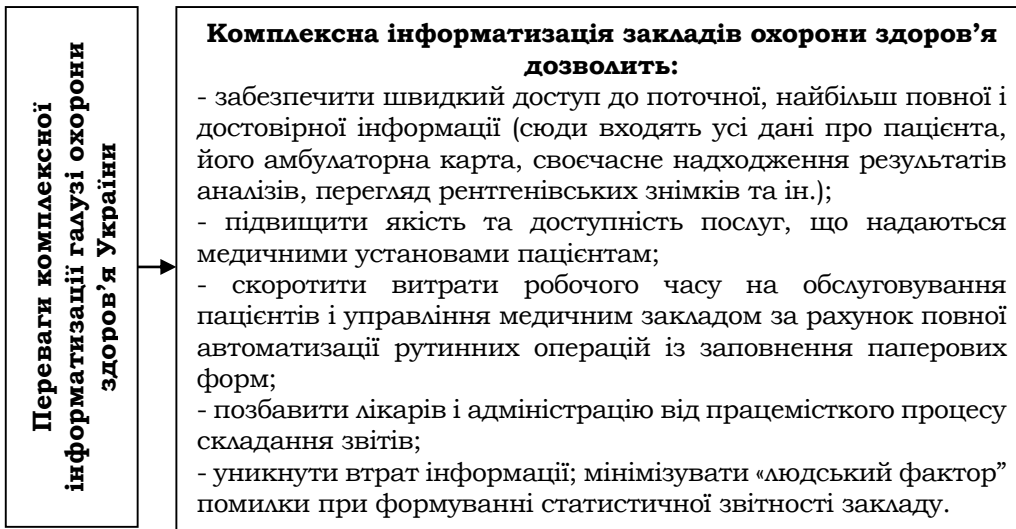 Переваги комплексної
інформатизації галузі охорони
здоров’я України
Комплексна інформатизація закладів охорони здоров’я
дозволить:
- забезпечити швидкий доступ до поточної, найбільш повної і
достовірної інформації (сюди входять усі дані про пацієнта,
його амбулаторна карта, своєчасне надходження результатів
аналізів, перегляд рентгенівських знімків та ін.);
- підвищити якість та доступність послуг, що надаються
медичними установами пацієнтам;
- скоротити витрати робочого часу на обслуговування
пацієнтів і управління медичним закладом за рахунок повної
автоматизації рутинних операцій із заповнення паперових
форм;
- позбавити лікарів і адміністрацію від працемісткого процесу
складання звітів;
- уникнути втрат інформації; мінімізувати «людський фактор”
помилки при формуванні статистичної звітності закладу.